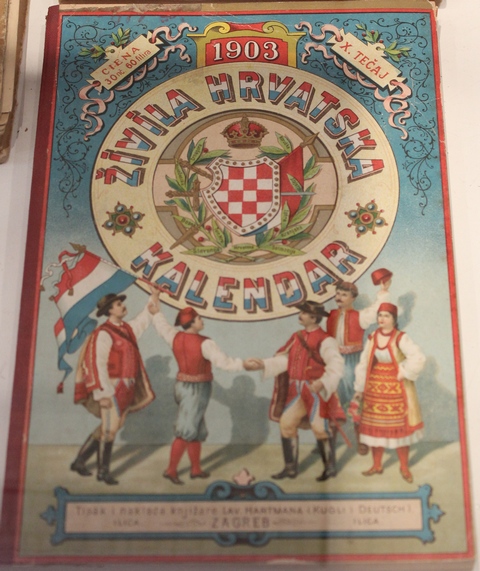 CIENA
30 nč. 60 filira
1903
X. TEČAJ
ŽIVILA HRVATSKA
KALENDAR
Tisak i naklada knjižare Lav. HARTMANA (KUGLI i DEUTSCH)
ILICA. ZAGREB ILICA.